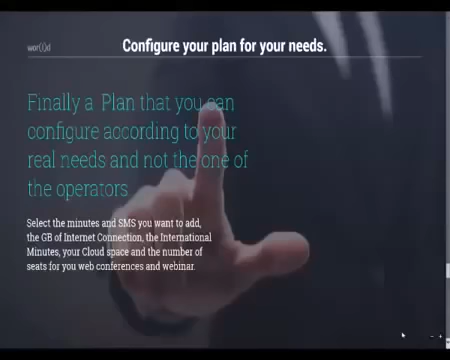 wor(l)d
Configure your plan for your needs.
Finally a Plan that you can
configure according to your
real needs and not the one of
the operators
Select the minutes and SMS you want to add,
the GB of Internet Connection, the International
Minutes, your Cloud space and the number of
seats for you web conferences and webinar.